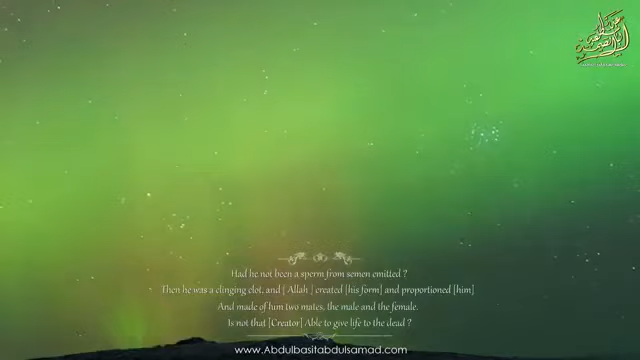 Had he not been a sperm from semen emitted ?
Then he was a clinging clot, and [ Allah ] created [his form] and proportioned [him]
And made of him two mates, the male and the female.
Is not that [Creator] Able to give life to the dead ?
www.Abdulbasitabdulsamad.com